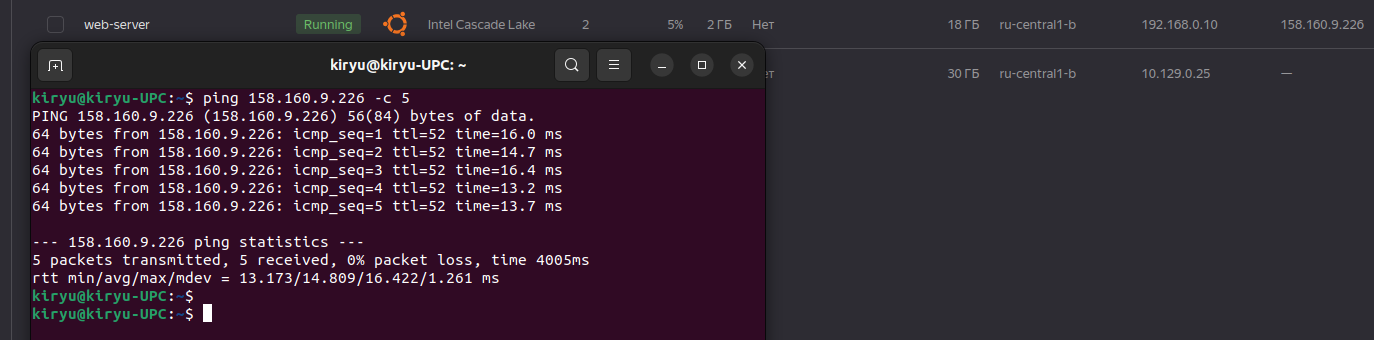 web-server Running Intel Cascade Lake 2 5% 2 ГБ Нет 18 ГБ ru-central1-b 192.168.0.10 158.160.9.226
kiryu@kiryu-UPC: ~
30 ГБ ru-central1-b 10.129.0.25 —
kiryu@kiryu-UPC:~$ ping 158.160.9.226 -c 5
PING 158.160.9.226 (158.160.9.226) 56(84) bytes of data.
64 bytes from 158.160.9.226: icmp_seq=1 ttl=52 time=16.0 ms
64 bytes from 158.160.9.226: icmp_seq=2 ttl=52 time=14.7 ms
64 bytes from 158.160.9.226: icmp_seq=3 ttl=52 time=16.4 ms
64 bytes from 158.160.9.226: icmp_seq=4 ttl=52 time=13.2 ms
64 bytes from 158.160.9.226: icmp_seq=5 ttl=52 time=13.7 ms
--- 158.160.9.226 ping statistics ---
5 packets transmitted, 5 received, 0% packet loss, time 4005ms
rtt min/avg/max/mdev = 13.173/14.809/16.422/1.261 ms
kiryu@kiryu-UPC:~$
kiryu@kiryu-UPC:~$